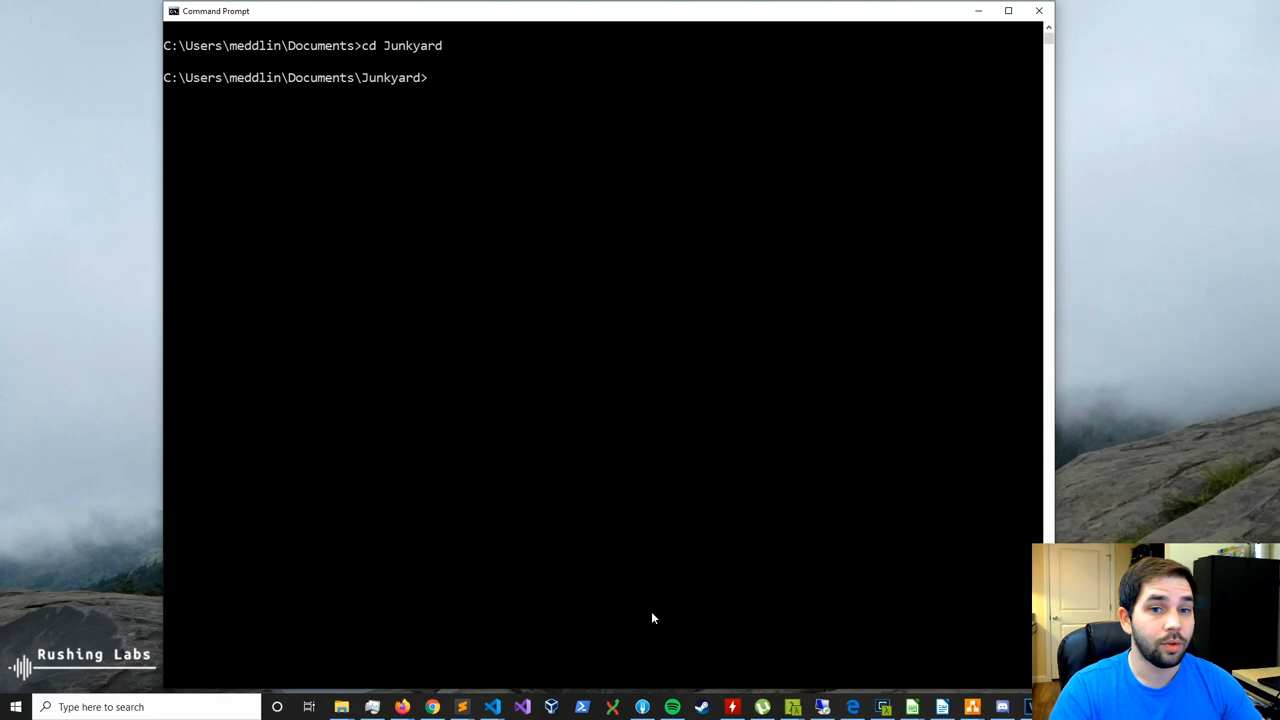 Command Prompt
C:\Users\meddlin\Documents>cd Junkyard
C:\Users\meddlin\Documents\Junkyard>
Rushing Labs
Type here to search